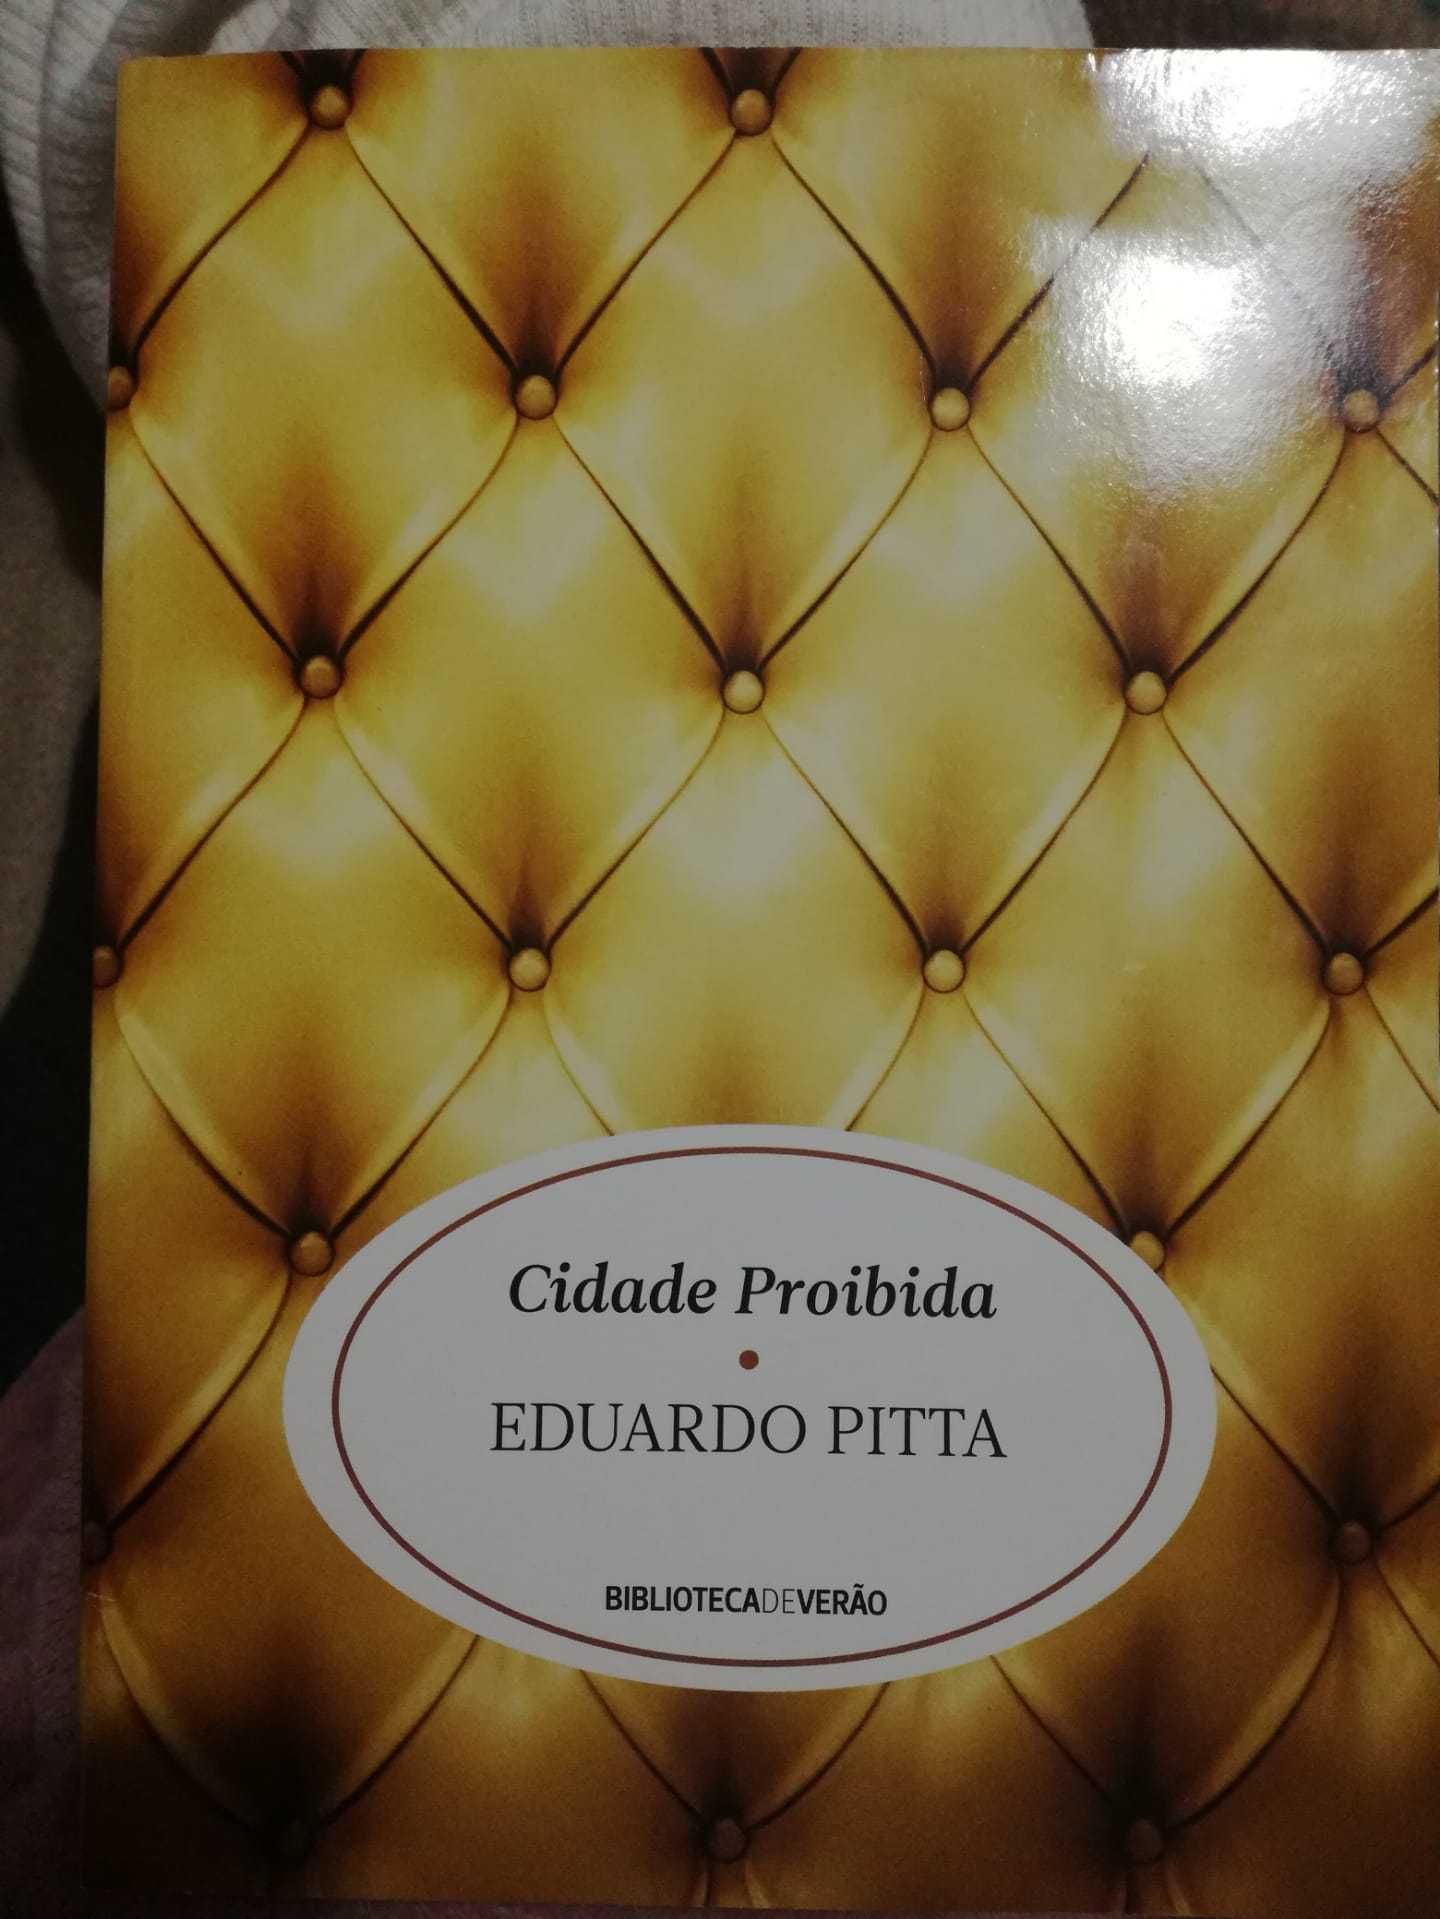 Cidade Proibida
EDUARDO PITTA
BIBLIOTECADEVERÃO